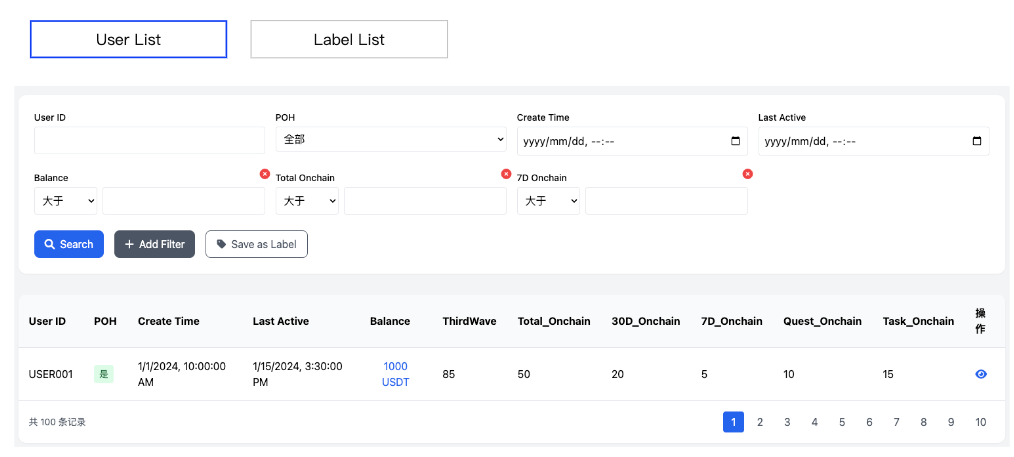 User List Label List
User ID POH Create Time Last Active
全部 yyyy/mm/dd, --:-- yyyy/mm/dd, --:--
Balance Total Onchain 7D Onchain
大于 大于 大于
Search Add Filter Save as Label
User ID POH Create Time Last Active Balance ThirdWave Total_Onchain 30D_Onchain 7D_Onchain Quest_Onchain Task_Onchain 操作
USER001 是 1/1/2024, 10:00:00 AM 1/15/2024, 3:30:00 PM 1000 USDT 85 50 20 5 10 15
共 100 条记录 1 2 3 4 5 6 7 8 9 10